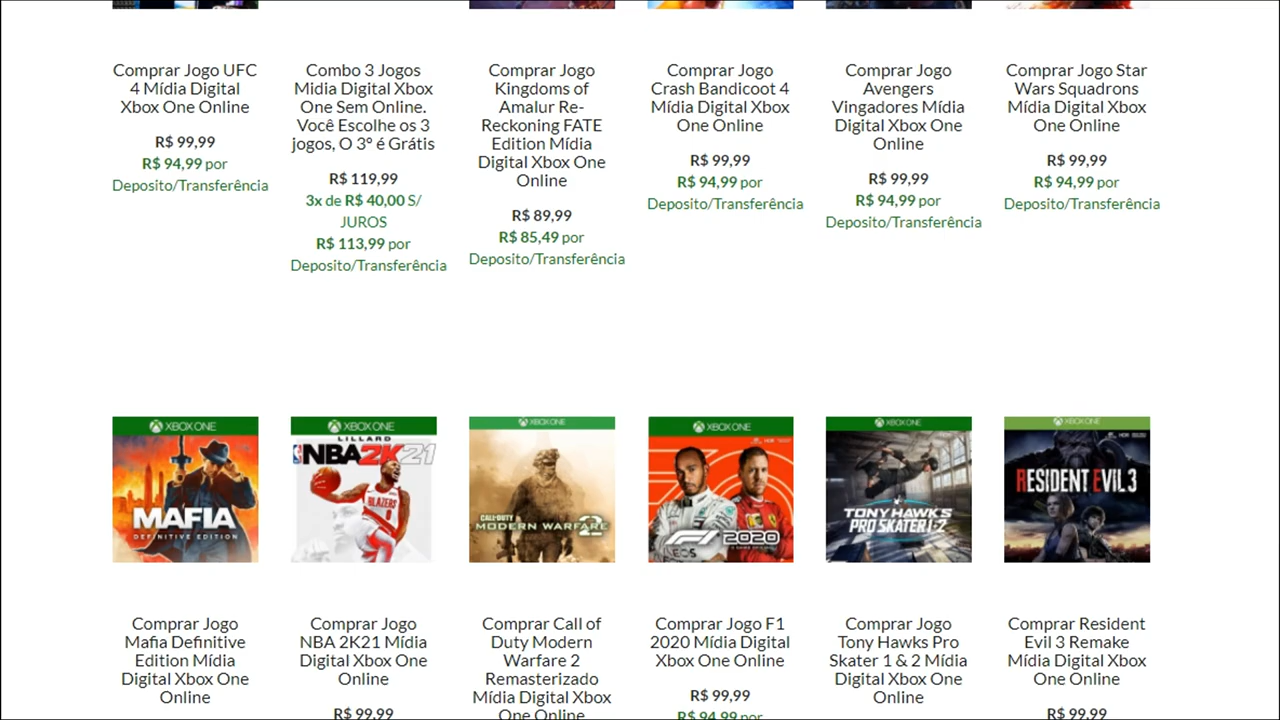 Comprar Jogo UFC
4 Mídia Digital
Xbox One Online
R$ 99,99
R$ 94,99 por
Deposito/Transferência
Combo 3 Jogos
Midia Digital Xbox
One Sem Online.
Você Escolhe os 3
jogos, O 3º é Grátis
R$ 119,99
3x de R$ 40,00 S/
JUROS
R$ 113,99 por
Deposito/Transferência
Comprar Jogo
Kingdoms of
Amalur Re-
Reckoning FATE
Edition Mídia
Digital Xbox One
Online
R$ 89,99
R$ 85,49 por
Deposito/Transferência
Comprar Jogo
Crash Bandicoot 4
Mídia Digital Xbox
One Online
R$ 99,99
R$ 94,99 por
Deposito/Transferência
Comprar Jogo
Avengers
Vingadores Mídia
Digital Xbox One
Online
R$ 99,99
R$ 94,99 por
Deposito/Transferência
Comprar Jogo Star
Wars Squadrons
Mídia Digital Xbox
One Online
R$ 99,99
R$ 94,99 por
Deposito/Transferência
XBOX ONE
MAFIA
DEFINITIVE EDITION
Comprar Jogo
Mafia Definitive
Edition Mídia
Digital Xbox One
Online
XBOX ONE
LILLARD
NBA 2K21
BLAZERS
Comprar Jogo
NBA 2K21 Mídia
Digital Xbox One
Online
R$ 99,99
XBOX ONE
CALL OF DUTY
MODERN WARFARE 2
Comprar Call of
Duty Modern
Warfare 2
Remasterizado
Mídia Digital Xbox
One Online
XBOX ONE
F1 2020
Comprar Jogo F1
2020 Mídia Digital
Xbox One Online
R$ 99,99
R$ 94,99 por
XBOX ONE
TONY HAWK'S
PRO SKATER 1+2
Comprar Jogo
Tony Hawks Pro
Skater 1 & 2 Mídia
Digital Xbox One
Online
XBOX ONE
RESIDENT EVIL 3
Comprar Resident
Evil 3 Remake
Mídia Digital Xbox
One Online
R$ 99,99